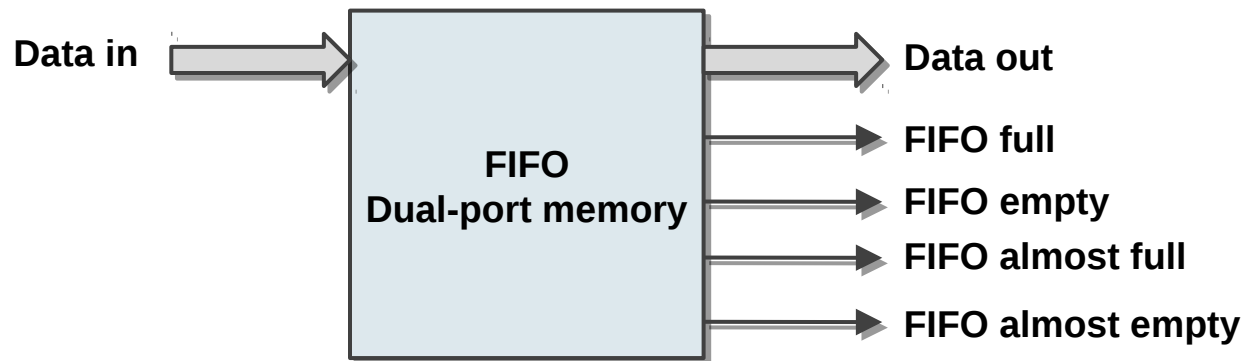 Data in
Data out
FIFO full
FIFO
Dual-port memory
FIFO empty
FIFO almost full
FIFO almost empty